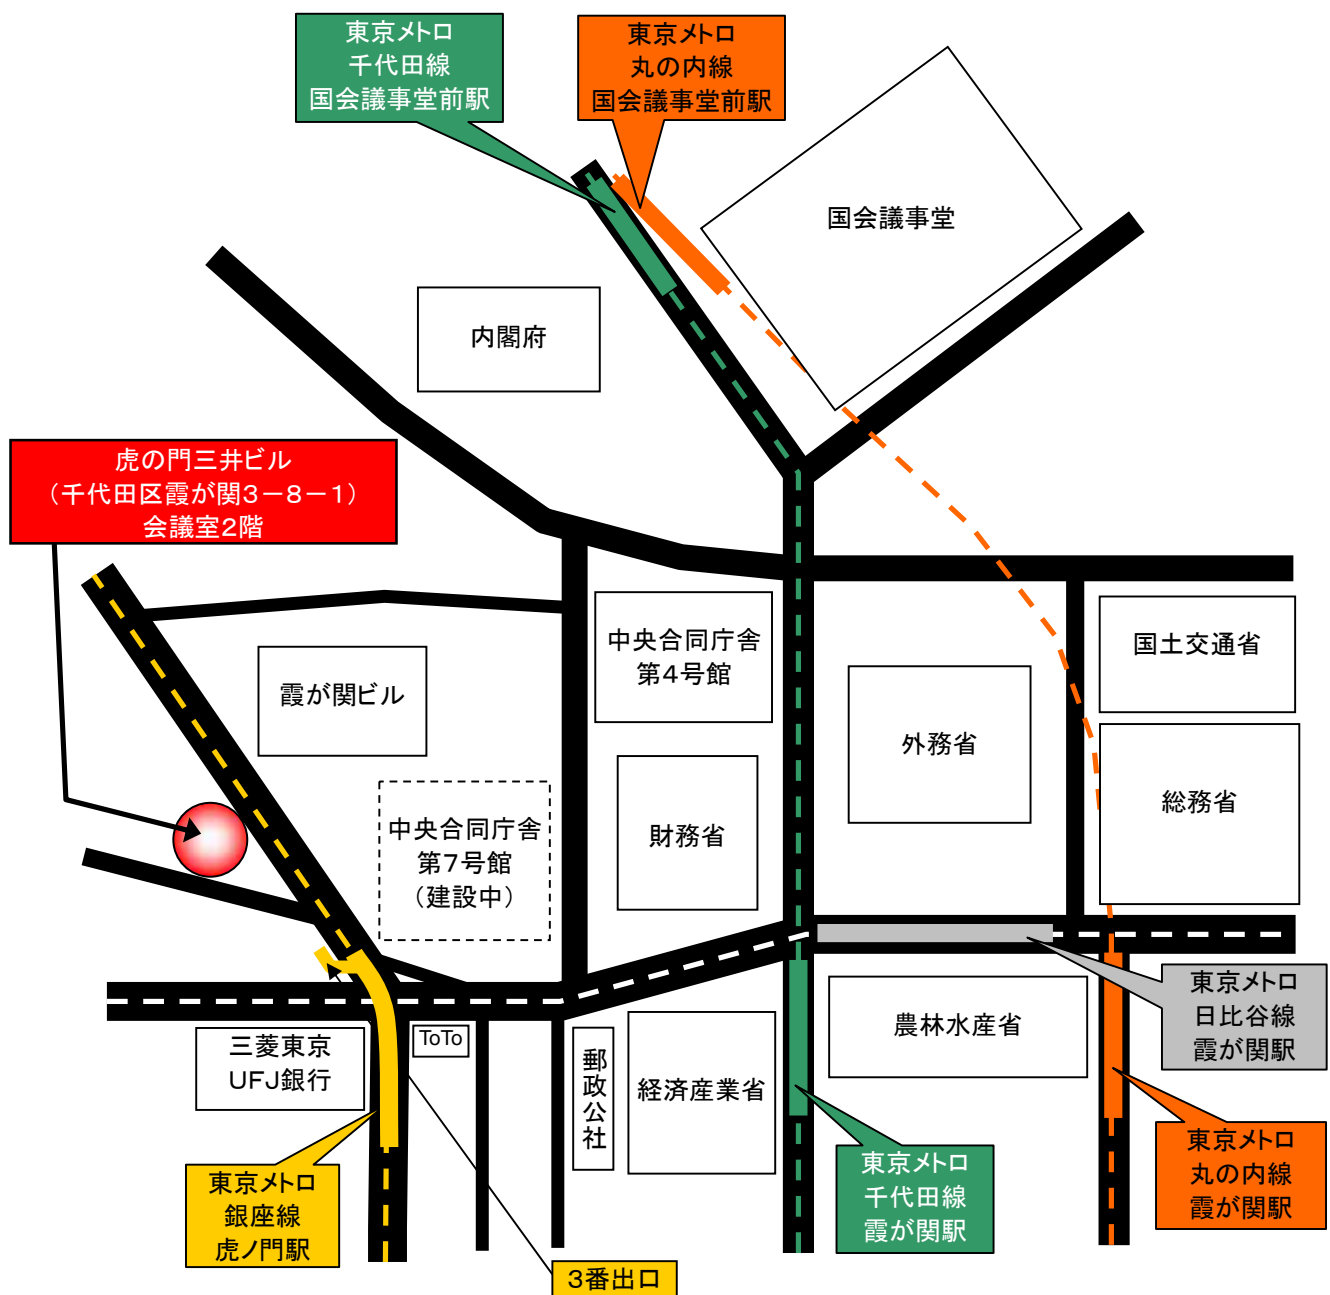 東京メトロ
千代田線
国会議事堂前駅
東京メトロ
丸の内線
国会議事堂前駅
国会議事堂
内閣府
虎の門三井ビル
（千代田区霞が関3－8－1）
会議室2階
中央合同庁舎
第4号館
国土交通省
霞が関ビル
外務省
総務省
中央合同庁舎
第7号館
（建設中）
財務省
東京メトロ
日比谷線
霞が関駅
農林水産省
三菱東京
UFJ銀行
ToTo
郵政公社
経済産業省
東京メトロ
銀座線
虎ノ門駅
東京メトロ
千代田線
霞が関駅
東京メトロ
丸の内線
霞が関駅
3番出口